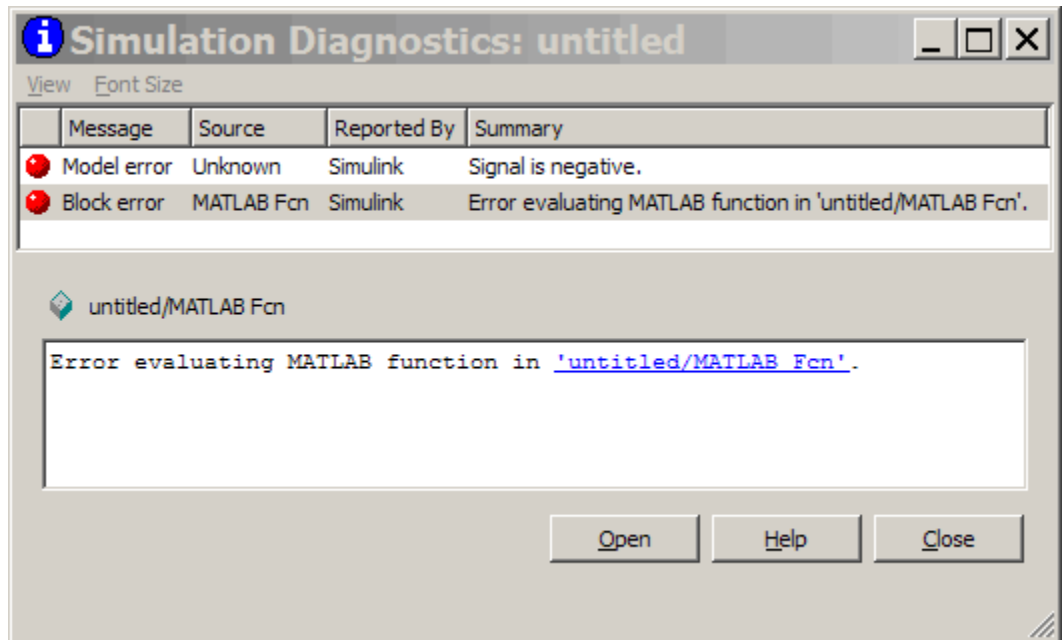 Simulation Diagnostics: untitled
View Font Size
Message Source Reported By Summary
Model error Unknown Simulink Signal is negative.
Block error MATLAB Fcn Simulink Error evaluating MATLAB function in 'untitled/MATLAB Fcn'.
untitled/MATLAB Fcn
Error evaluating MATLAB function in 'untitled/MATLAB Fcn'.
Open Help Close